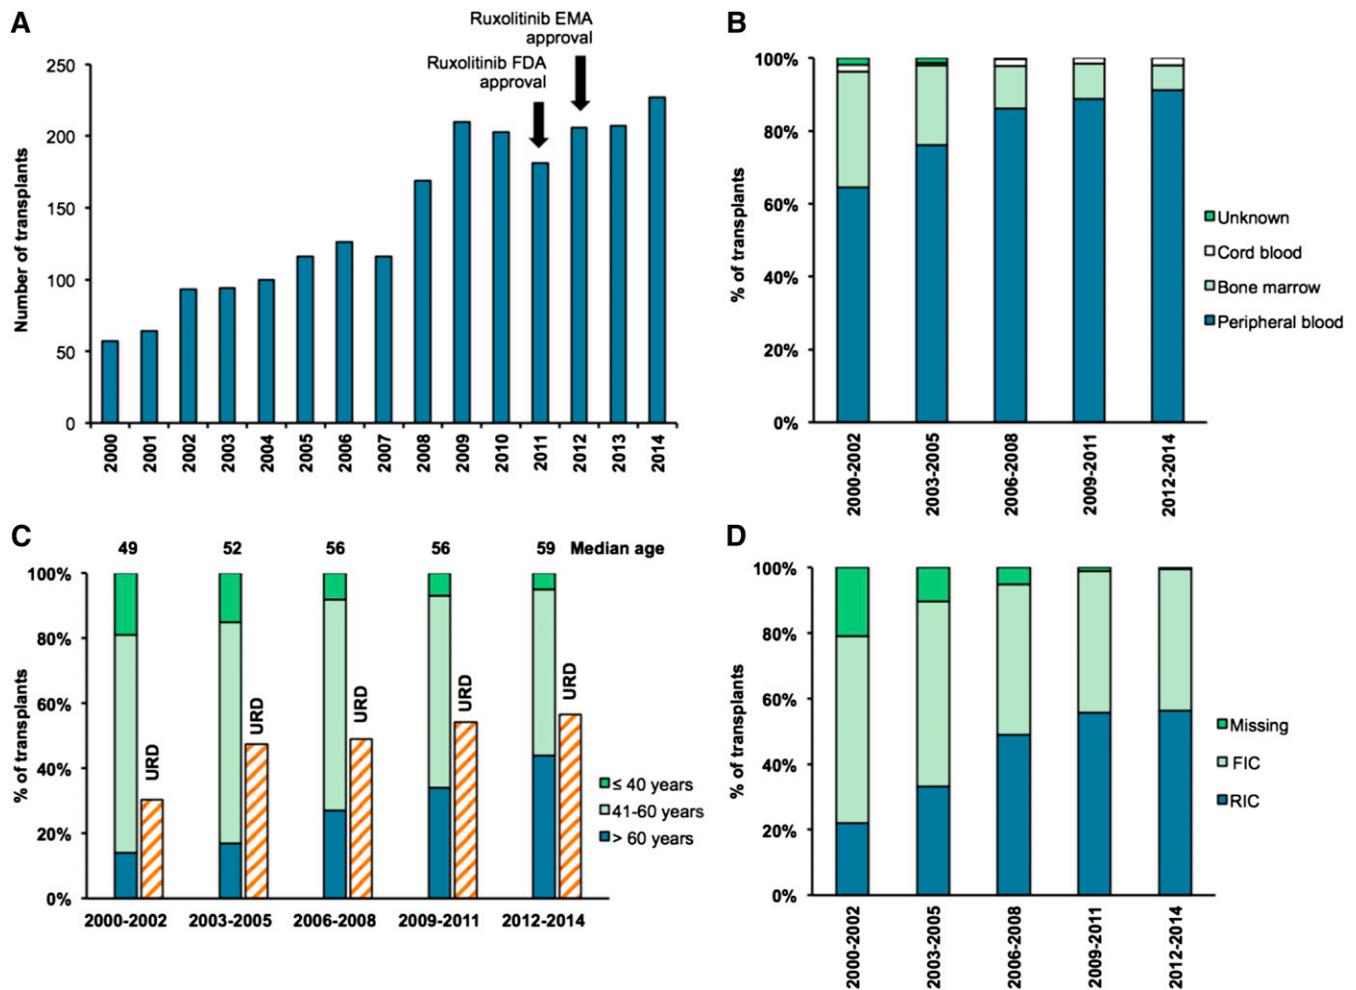 A
Ruxolitinib EMA
approval
Ruxolitinib FDA
approval
250
200
150
100
50
0
Number of transplants
2000
2001
2002
2003
2004
2005
2006
2007
2008
2009
2010
2011
2012
2013
2014
B
100%
80%
60%
40%
20%
0%
% of transplants
2000-2002
2003-2005
2006-2008
2009-2011
2012-2014
Unknown
Cord blood
Bone marrow
Peripheral blood
C
49 52 56 56 59 Median age
100%
80%
60%
40%
20%
0%
% of transplants
URD
URD
URD
URD
URD
≤ 40 years
41-60 years
> 60 years
2000-2002 2003-2005 2006-2008 2009-2011 2012-2014
D
100%
80%
60%
40%
20%
0%
% of transplants
2000-2002
2003-2005
2006-2008
2009-2011
2012-2014
Missing
FIC
RIC